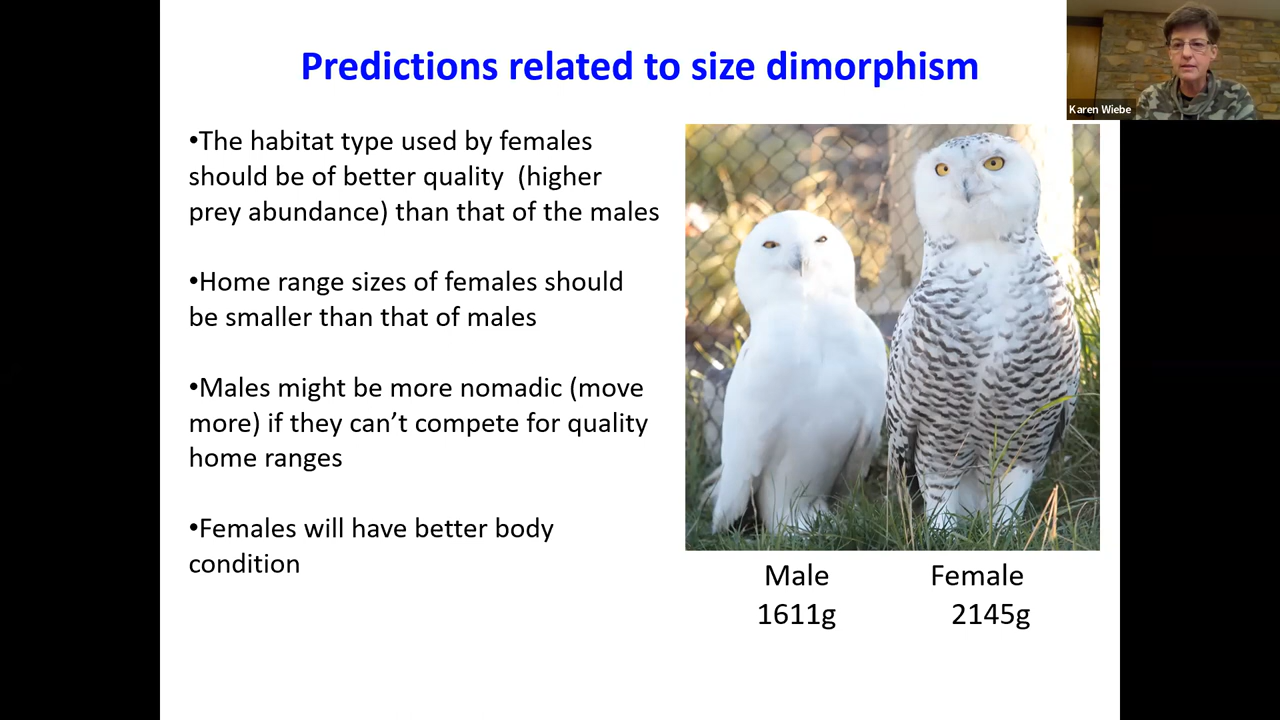 Predictions related to size dimorphism
Karen Wiebe
•The habitat type used by females
should be of better quality (higher
prey abundance) than that of the males
•Home range sizes of females should
be smaller than that of males
•Males might be more nomadic (move
more) if they can’t compete for quality
home ranges
•Females will have better body
condition
Male Female
1611g 2145g